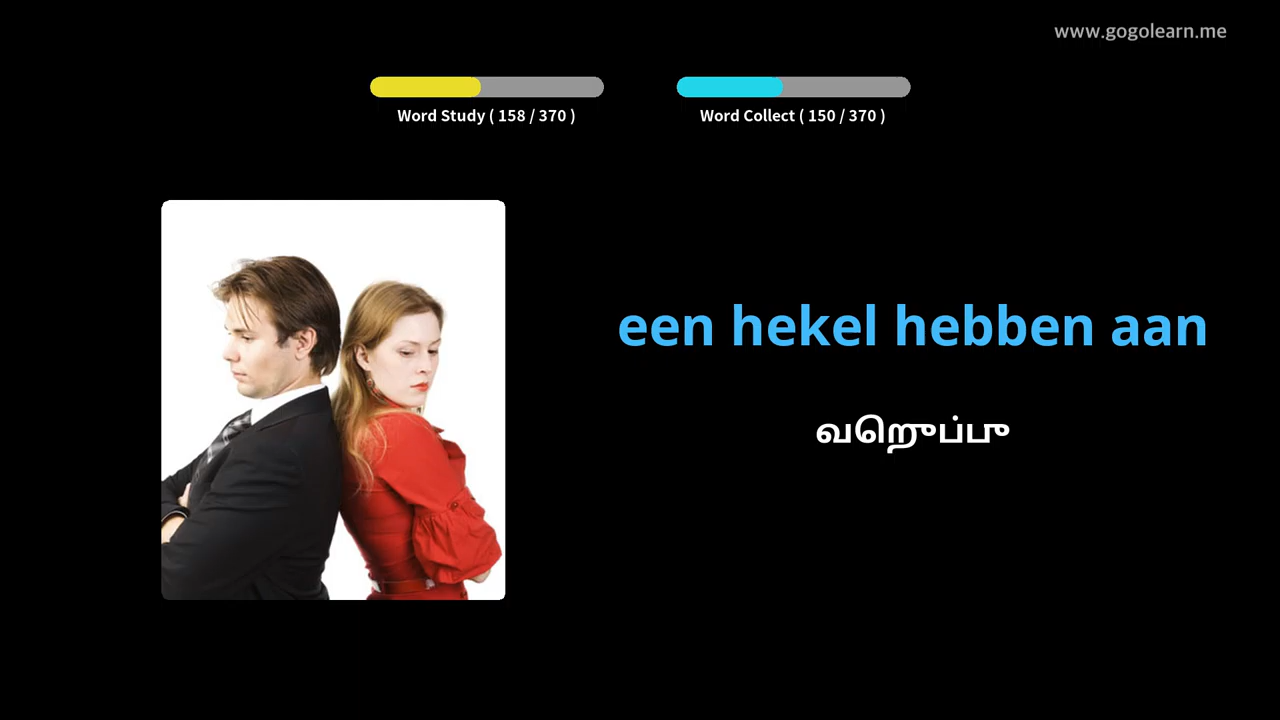 www.gogolearn.me
Word Study ( 158 / 370 )
Word Collect ( 150 / 370 )
een hekel hebben aan
வெறுப்பு